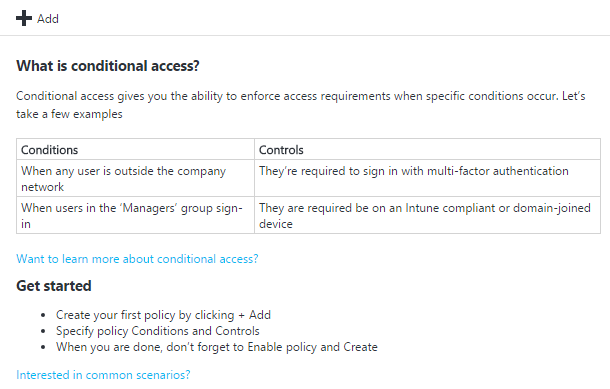 Add
What is conditional access?
Conditional access gives you the ability to enforce access requirements when specific conditions occur. Let's
take a few examples
Conditions Controls
When any user is outside the company
network
They're required to sign in with multi-factor authentication
When users in the 'Managers' group sign-
in
They are required be on an Intune compliant or domain-joined
device
Want to learn more about conditional access?
Get started
• Create your first policy by clicking + Add
• Specify policy Conditions and Controls
• When you are done, don't forget to Enable policy and Create
Interested in common scenarios?